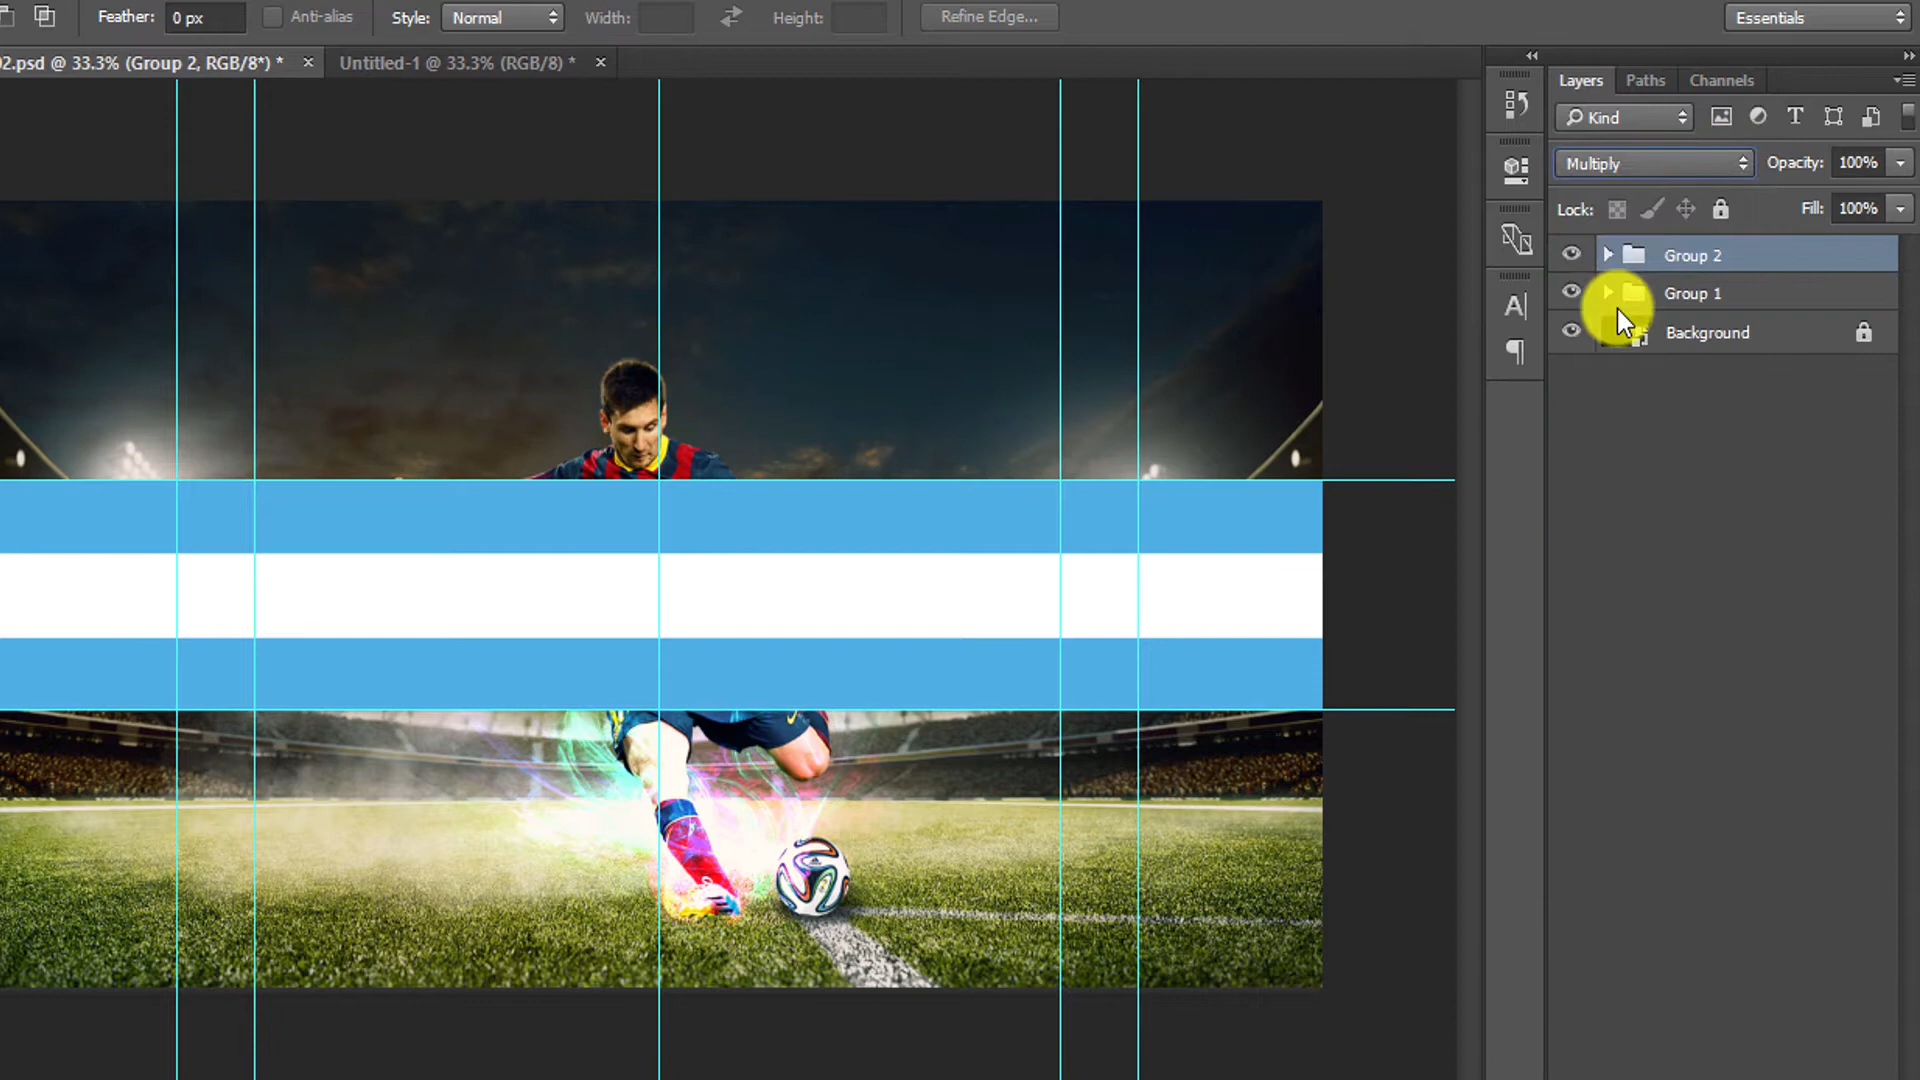 Feather: 0 px Anti-alias Style: Normal Width: Height: Refine Edge... Essentials
02.psd @ 33.3% (Group 2, RGB/8*) * × Untitled-1 @ 33.3% (RGB/8) * ×
Layers Paths Channels
Kind
Multiply Opacity: 100%
Lock: Fill: 100%
Group 2
Group 1
Background